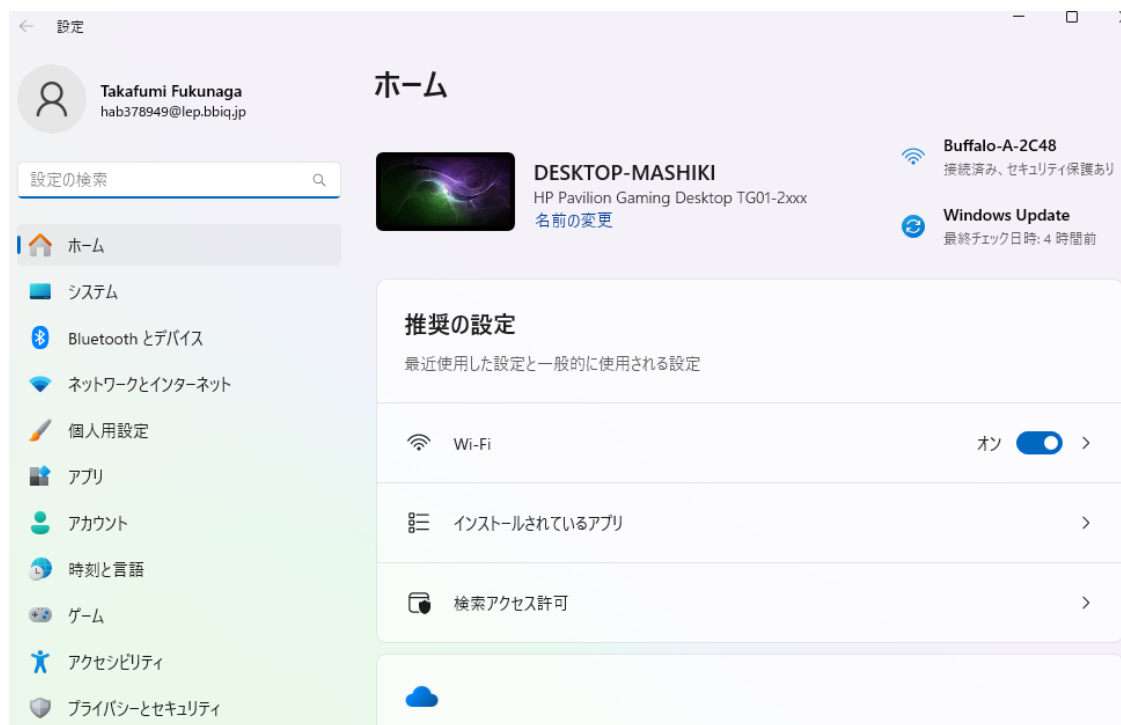 設定
Takafumi Fukunaga
hab378949@lep.bbiq.jp
設定の検索
ホーム
システム
Bluetooth とデバイス
ネットワークとインターネット
個人用設定
アプリ
アカウント
時刻と言語
ゲーム
アクセシビリティ
プライバシーとセキュリティ
ホーム
DESKTOP-MASHIKI
HP Pavilion Gaming Desktop TG01-2xxx
名前の変更
Buffalo-A-2C48
接続済み、セキュリティ保護あり
Windows Update
最終チェック日時: 4 時間前
推奨の設定
最近使用した設定と一般的に使用される設定
Wi-Fi
オン
インストールされているアプリ
検索アクセス許可